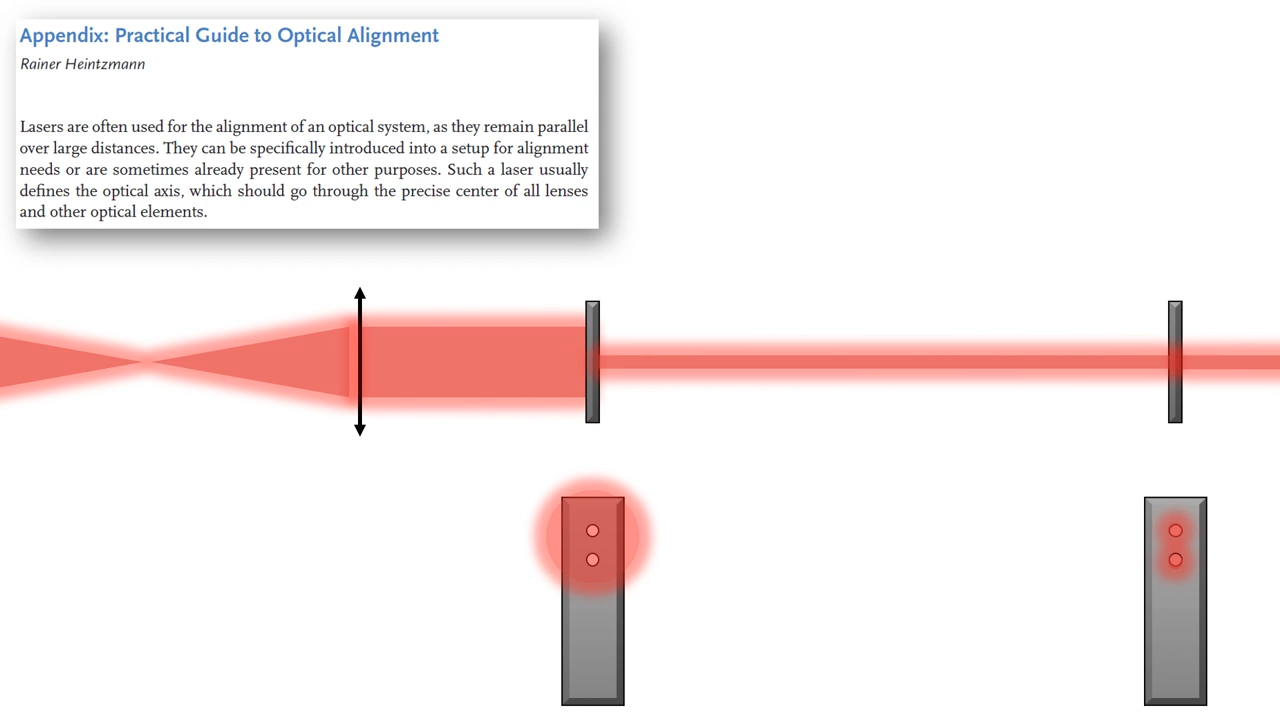 Appendix: Practical Guide to Optical Alignment
Rainer Heintzmann
Lasers are often used for the alignment of an optical system, as they remain parallel
over large distances. They can be specifically introduced into a setup for alignment
needs or are sometimes already present for other purposes. Such a laser usually
defines the optical axis, which should go through the precise center of all lenses
and other optical elements.